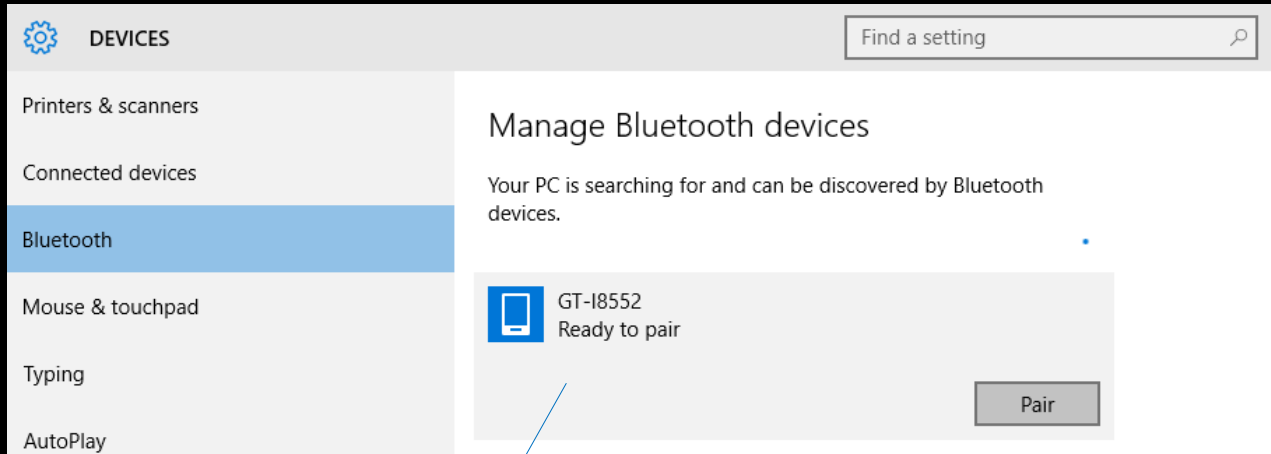 DEVICES
Find a setting
Printers & scanners
Connected devices
Bluetooth
Mouse & touchpad
Typing
AutoPlay
Manage Bluetooth devices
Your PC is searching for and can be discovered by Bluetooth
devices.
GT-I8552
Ready to pair
Pair